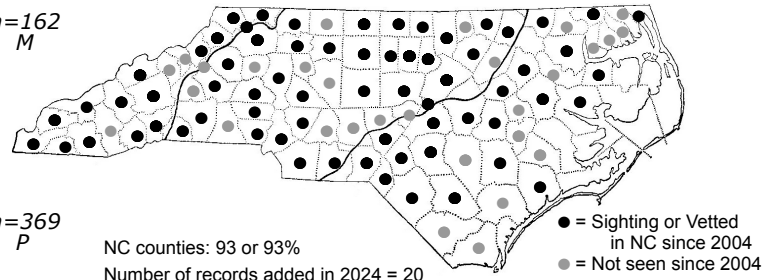 =162
M
=369
P
NC counties: 93 or 93%
Number of records added in 2024 = 20
● = Sighting or Vetted
in NC since 2004
● = Not seen since 2004